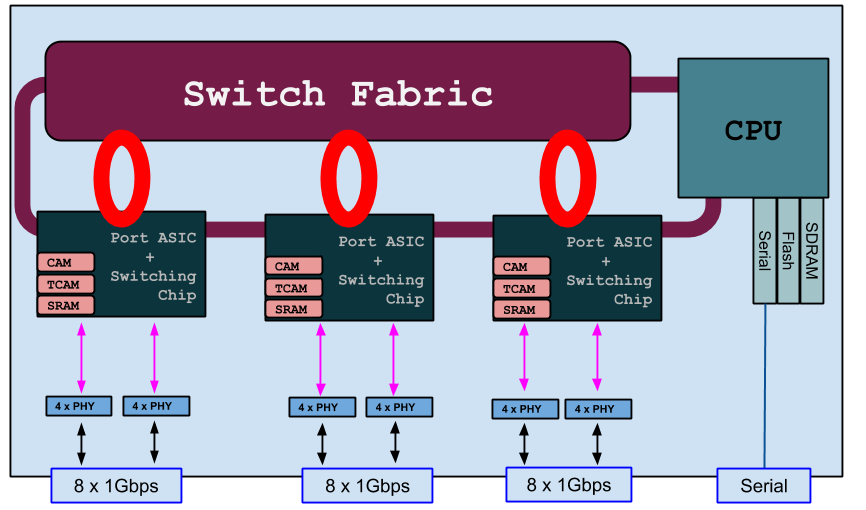 Switch Fabric
CPU
Serial
Flash
SDRAM
Port ASIC
+
Switching
Chip
CAM
TCAM
SRAM
Port ASIC
+
Switching
Chip
CAM
TCAM
SRAM
Port ASIC
+
Switching
Chip
CAM
TCAM
SRAM
4 x PHY
4 x PHY
4 x PHY
4 x PHY
4 x PHY
4 x PHY
8 x 1Gbps
8 x 1Gbps
8 x 1Gbps
Serial